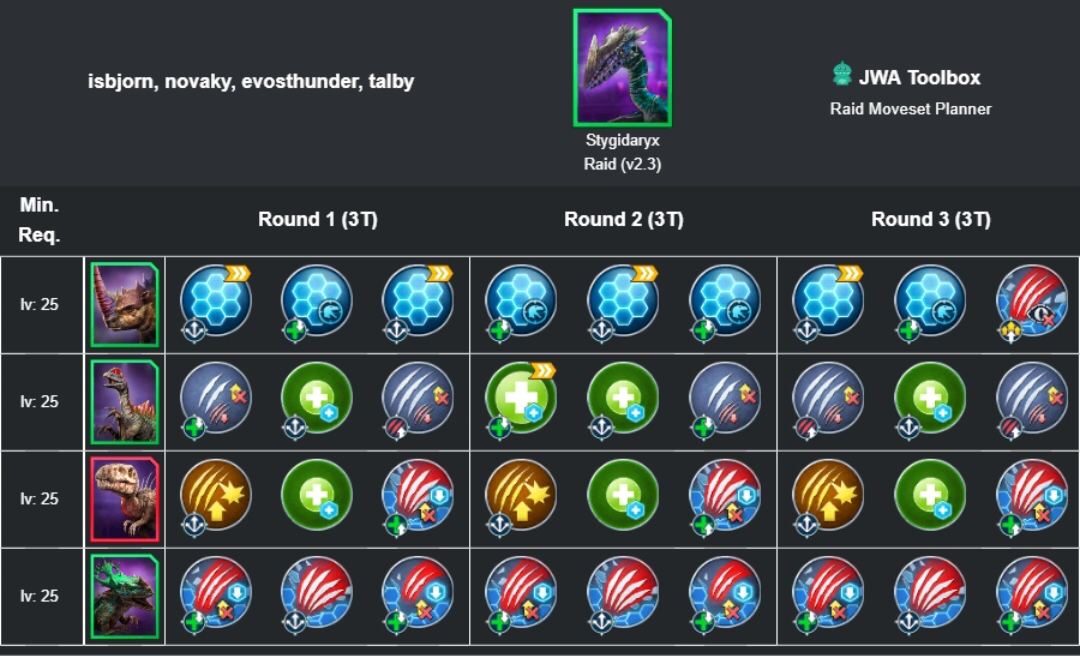 isbjorn, novaky, evosthunder, talby
JWA Toolbox
Raid Moveset Planner
Stygidaryx
Raid (v2.3)
Min.
Req.
Round 1 (3T)
Round 2 (3T)
Round 3 (3T)
lv: 25
lv: 25
lv: 25
lv: 25